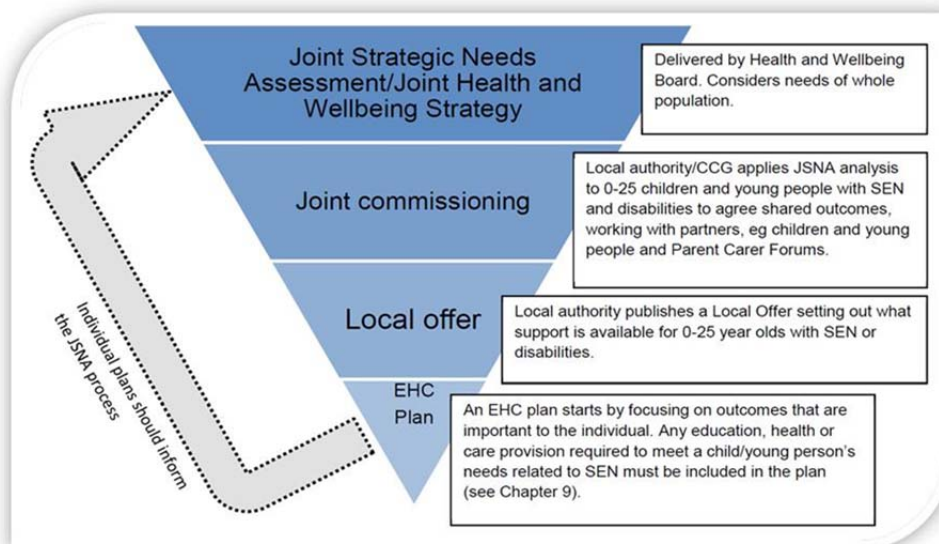 Joint Strategic Needs
Assessment/Joint Health and
Wellbeing Strategy
Delivered by Health and Wellbeing
Board. Considers needs of whole
population.
Joint commissioning
Local authority/CCG applies JSNA analysis
to 0-25 children and young people with SEN
and disabilities to agree shared outcomes,
working with partners, eg children and young
people and Parent Carer Forums.
Local offer
Local authority publishes a Local Offer setting out what
support is available for 0-25 year olds with SEN or
disabilities.
EHC
Plan
An EHC plan starts by focusing on outcomes that are
important to the individual. Any education, health or
care provision required to meet a child/young person's
needs related to SEN must be included in the plan
(see Chapter 9).
Individual plans should inform
the JSNA process